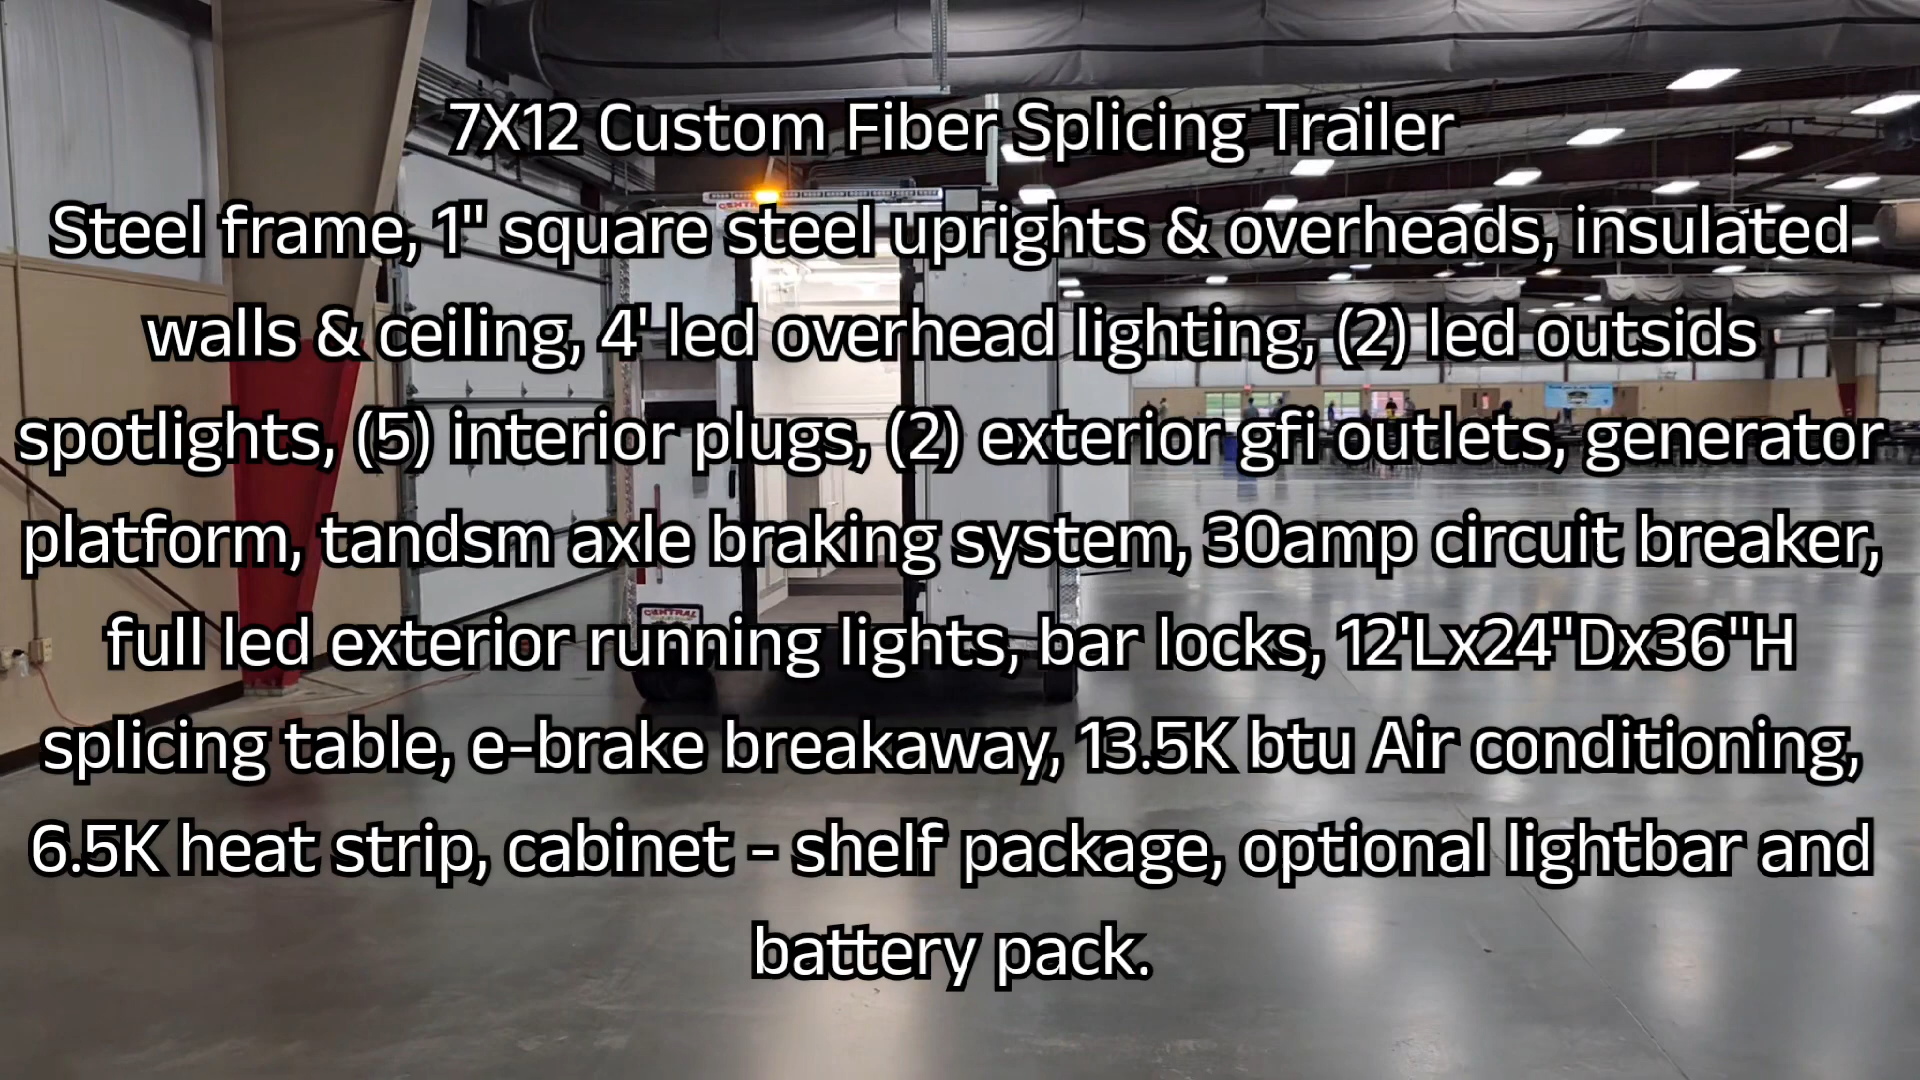 7X12 Custom Fiber Splicing Trailer
Steel frame, 1" square steel uprights & overheads, insulated
walls & ceiling, 4' led overhead lighting, (2) led outsids
spotlights, (5) interior plugs, (2) exterior gfi outlets, generator
platform, tandsm axle braking system, 30amp circuit breaker,
full led exterior running lights, bar locks, 12'Lx24"Dx36"H
splicing table, e-brake breakaway, 13.5K btu Air conditioning,
6.5K heat strip, cabinet - shelf package, optional lightbar and
battery pack.
CENTRAL